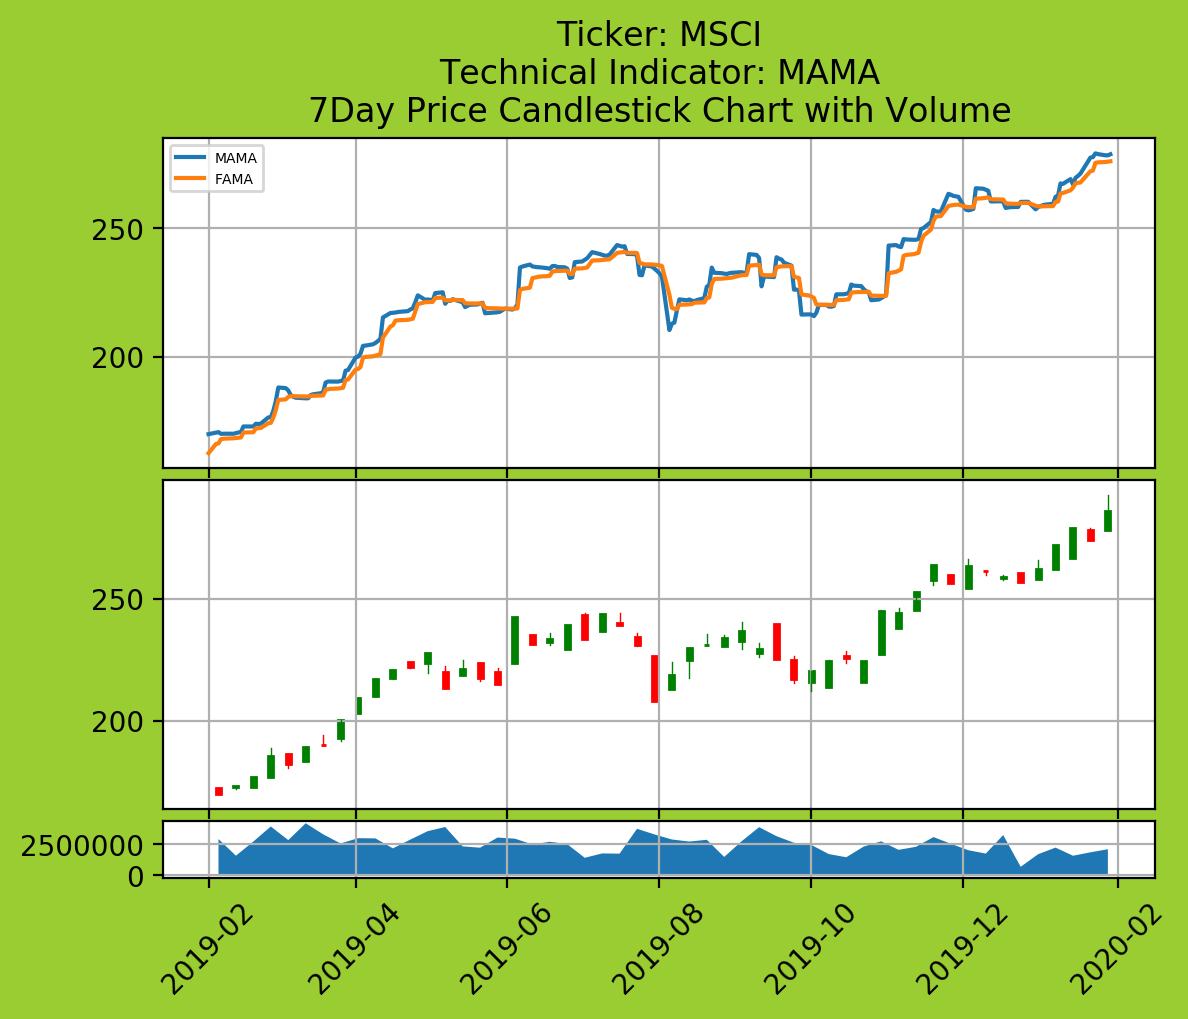 Ticker: MSCI
Technical Indicator: MAMA
7Day Price Candlestick Chart with Volume
MAMA
FAMA
250
200
250
200
2500000
0
2019-02
2019-04
2019-06
2019-08
2019-10
2019-12
2020-02